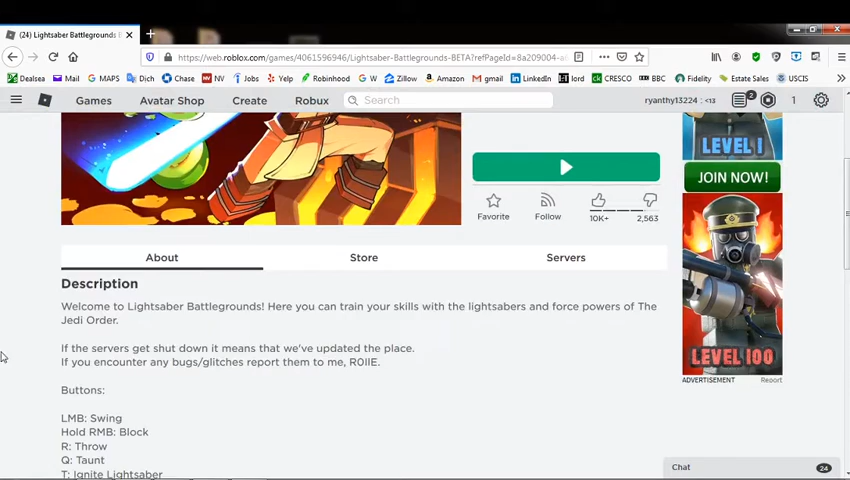 (24) Lightsaber Battlegrounds B
https://web.roblox.com/games/4061596946/Lightsaber-Battlegrounds-BETA?refPageId=8a209004-a
Dealsea Mail MAPS Dich Chase NV Jobs Yelp Robinhood W Zillow Amazon gmail LinkedIN lord CRESCO BBC Fidelity Estate Sales USCIS
Games Avatar Shop Create Robux Search ryanthy13224 : <13 2 1
LEVEL 1
JOIN NOW!
Favorite Follow 10K+ 2,563
About Store Servers
Description
Welcome to Lightsaber Battlegrounds! Here you can train your skills with the lightsabers and force powers of The
Jedi Order.
If the servers get shut down it means that we've updated the place.
If you encounter any bugs/glitches report them to me, R0IIE.
LEVEL 100
ADVERTISEMENT Report
Buttons:
LMB: Swing
Hold RMB: Block
R: Throw
Q: Taunt
T: Ignite Lightsaber
Chat 24